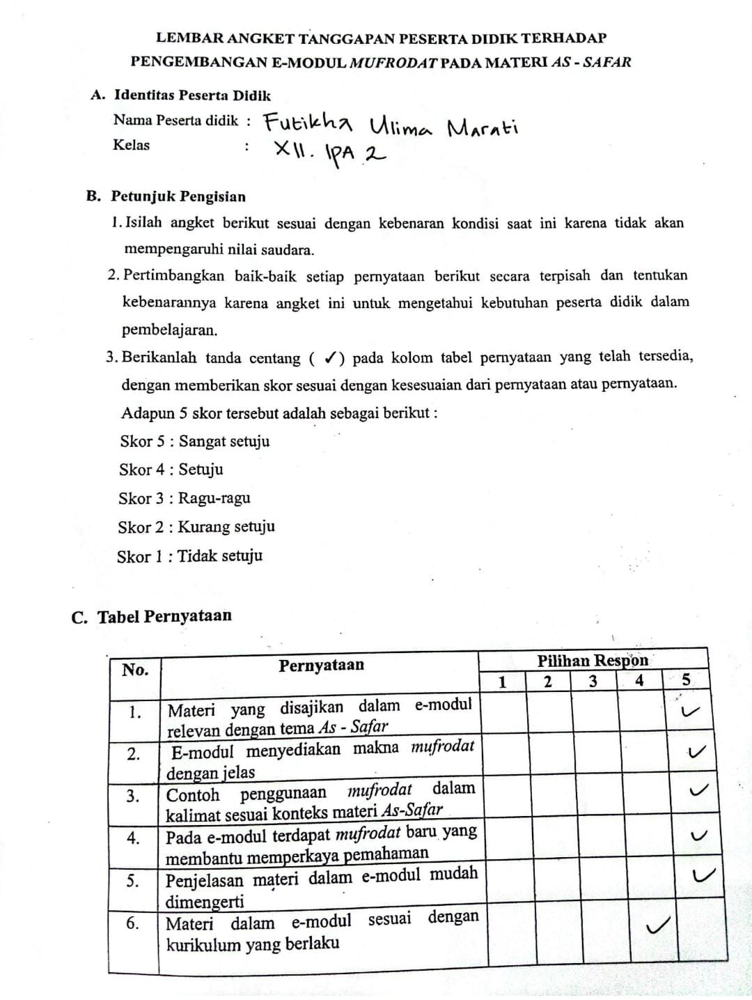 LEMBAR ANGKET TANGGAPAN PESERTA DIDIK TERHADAP
PENGEMBANGAN E-MODUL MUFRODAT PADA MATERI AS - SAFAR
A. Identitas Peserta Didik
Nama Peserta didik : Futikha Ulima Marati
Kelas : XII. IPA 2
B. Petunjuk Pengisian
1. Isilah angket berikut sesuai dengan kebenaran kondisi saat ini karena tidak akan
mempengaruhi nilai saudara.
2. Pertimbangkan baik-baik setiap pernyataan berikut secara terpisah dan tentukan
kebenarannya karena angket ini untuk mengetahui kebutuhan peserta didik dalam
pembelajaran.
3. Berikanlah tanda centang ( ✓) pada kolom tabel pernyataan yang telah tersedia,
dengan memberikan skor sesuai dengan kesesuaian dari pernyataan atau pernyataan.
Adapun 5 skor tersebut adalah sebagai berikut :
Skor 5 : Sangat setuju
Skor 4 : Setuju
Skor 3 : Ragu-ragu
Skor 2 : Kurang setuju
Skor 1 : Tidak setuju
C. Tabel Pernyataan
No. Pernyataan Pilihan Respon
1 2 3 4 5
1. Materi yang disajikan dalam e-modul ✓
relevan dengan tema As - Safar
2. E-modul menyediakan makna mufrodat ✓
dengan jelas
3. Contoh penggunaan mufrodat dalam ✓
kalimat sesuai konteks materi As-Safar
4. Pada e-modul terdapat mufrodat baru yang ✓
membantu memperkaya pemahaman
5. Penjelasan materi dalam e-modul mudah ✓
dimengerti
6. Materi dalam e-modul sesuai dengan ✓
kurikulum yang berlaku